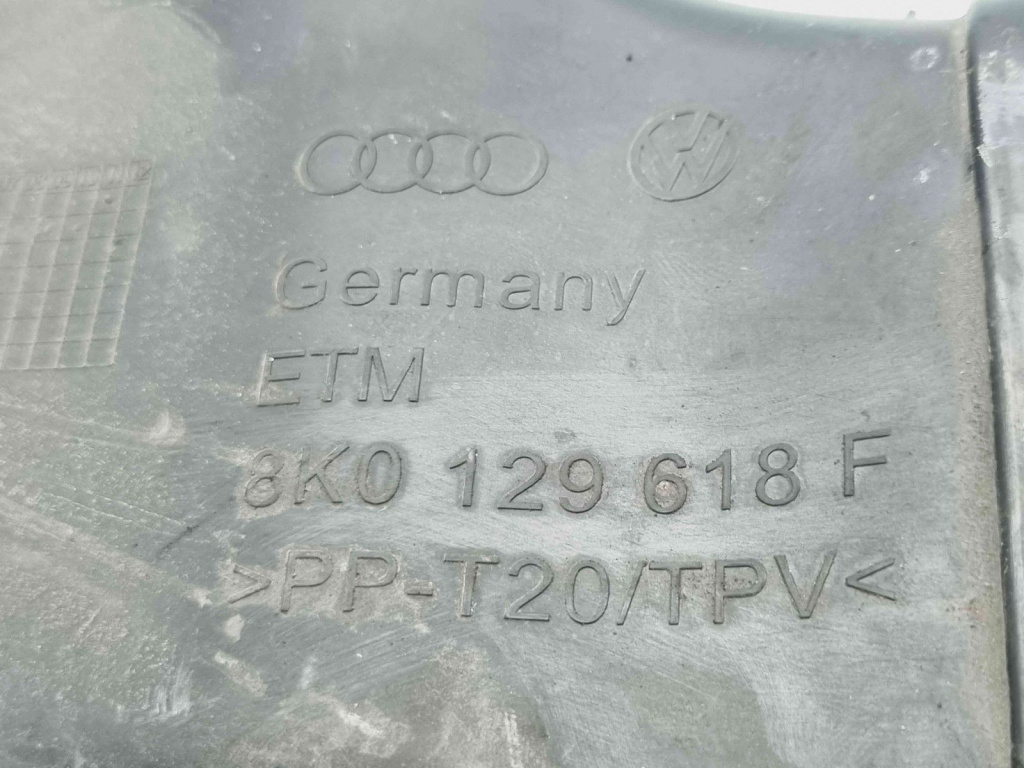 Germany
ETM
8K0 129 618 F
>PP-T20/TPV<